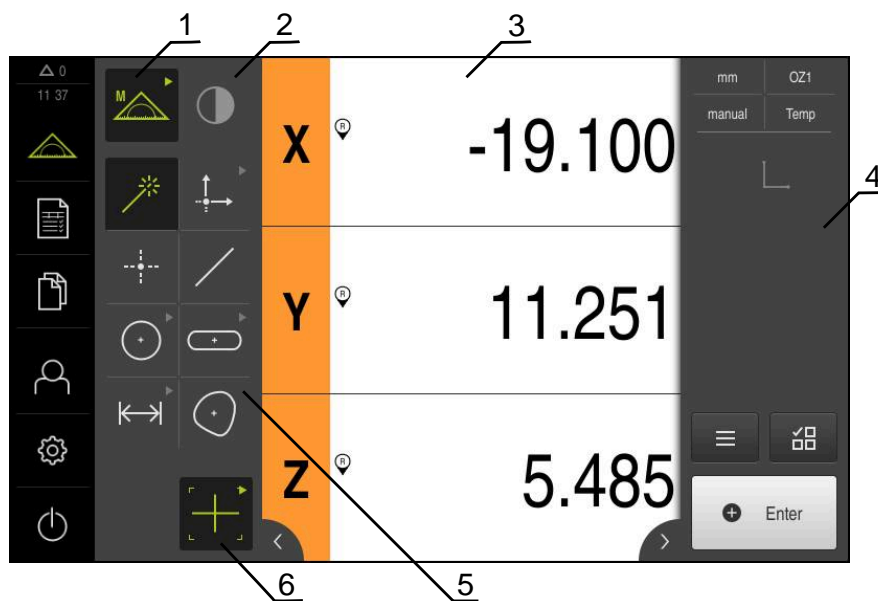 1 2 3
0
11 37
M
X R -19.100
Y R 11.251
Z R 5.485
mm OZ1
manual Temp
4
Enter
6 5